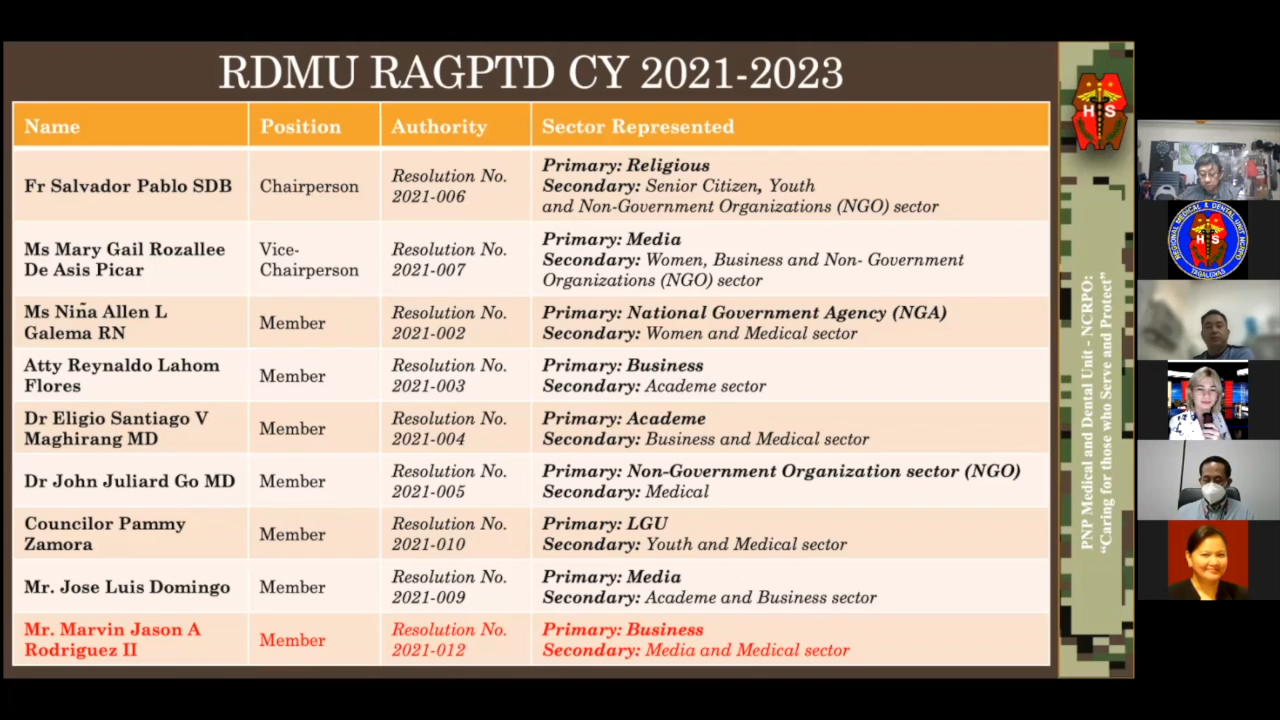 RDMU RAGPTD CY 2021-2023
Name Position Authority Sector Represented
Fr Salvador Pablo SDB
Chairperson
Resolution No.
2021-006
Primary: Religious
Secondary: Senior Citizen, Youth
and Non-Government Organizations (NGO) sector
Ms Mary Gail Rozallee
De Asis Picar
Vice-
Chairperson
Resolution No.
2021-007
Primary: Media
Secondary: Women, Business and Non- Government
Organizations (NGO) sector
Ms Niña Allen L
Galema RN
Member
Resolution No.
2021-002
Primary: National Government Agency (NGA)
Secondary: Women and Medical sector
Atty Reynaldo Lahom
Flores
Member
Resolution No.
2021-003
Primary: Business
Secondary: Academe sector
Dr Eligio Santiago V
Maghirang MD
Member
Resolution No.
2021-004
Primary: Academe
Secondary: Business and Medical sector
Dr John Juliard Go MD
Member
Resolution No.
2021-005
Primary: Non-Government Organization sector (NGO)
Secondary: Medical
Councilor Pammy
Zamora
Member
Resolution No.
2021-010
Primary: LGU
Secondary: Youth and Medical sector
Mr. Jose Luis Domingo
Member
Resolution No.
2021-009
Primary: Media
Secondary: Academe and Business sector
Mr. Marvin Jason A
Rodriguez II
Member
Resolution No.
2021-012
Primary: Business
Secondary: Media and Medical sector
H S
PNP Medical and Dental Unit - NCRPO:
“Caring for those who Serve and Protect”
REGIONAL MEDICAL & DENTAL UNIT NCRPO
H S
TAGALIGTAS